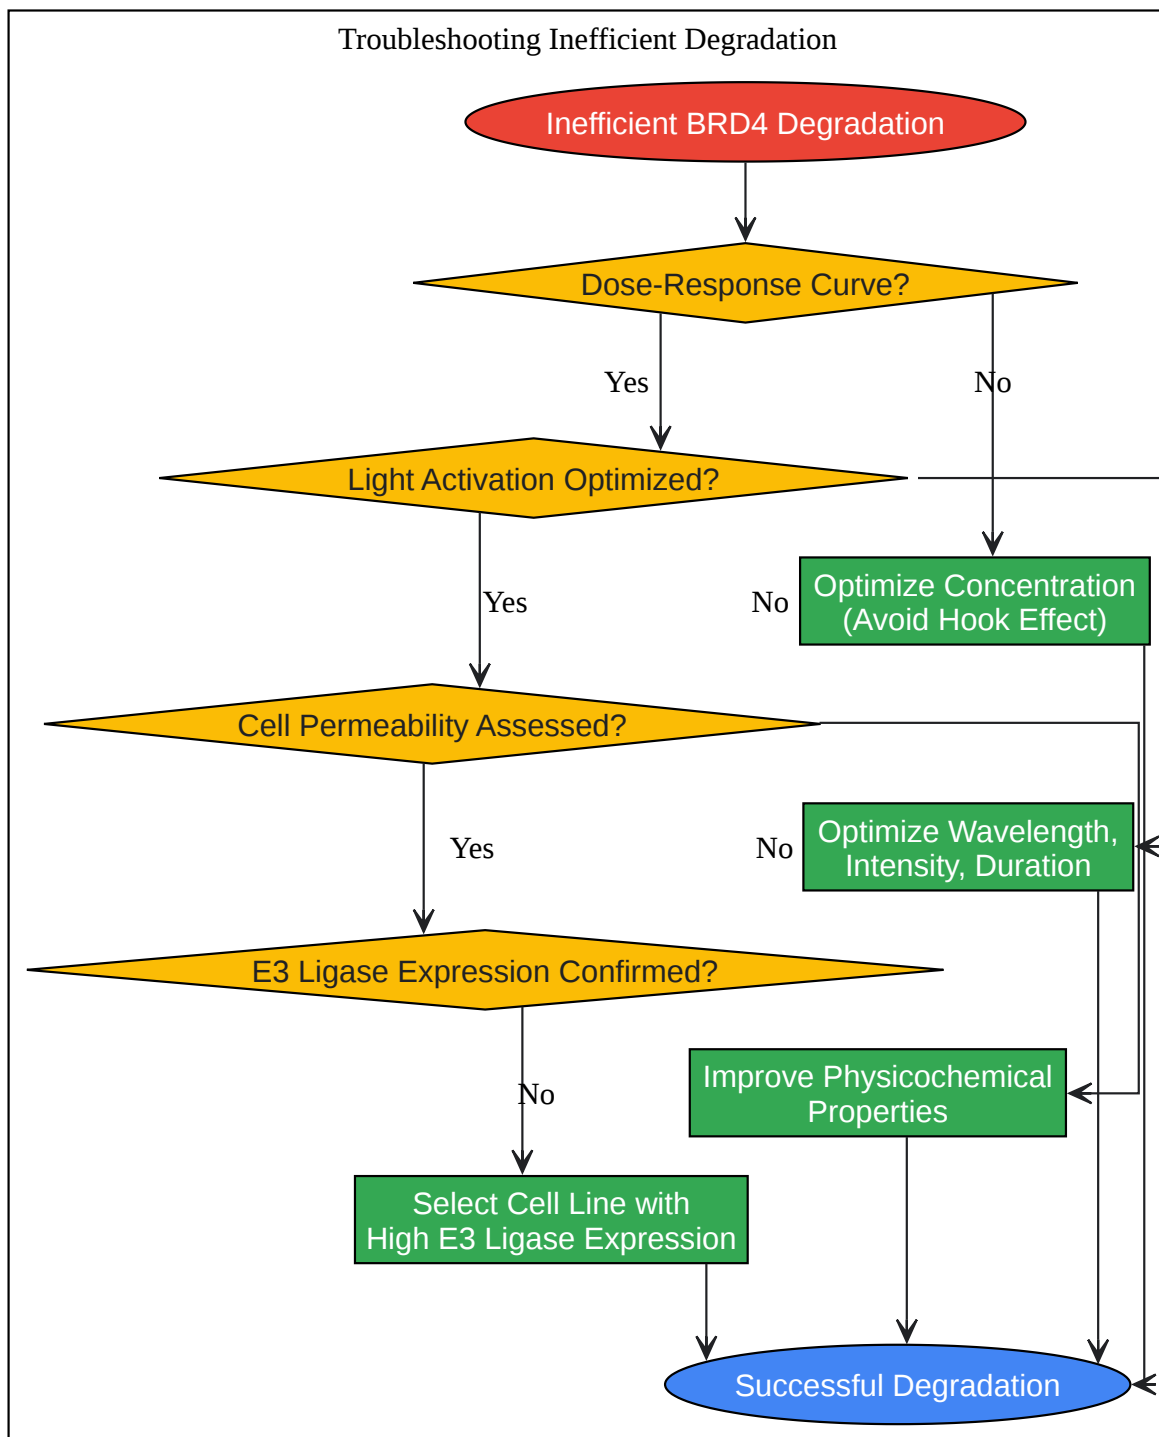 Troubleshooting Inefficient Degradation
Inefficient BRD4 Degradation
Dose-Response Curve?
Yes
No
Light Activation Optimized?
Yes
No
Optimize Concentration
(Avoid Hook Effect)
Cell Permeability Assessed?
Yes
No
Optimize Wavelength,
Intensity, Duration
E3 Ligase Expression Confirmed?
No
Improve Physicochemical
Properties
Select Cell Line with
High E3 Ligase Expression
Successful Degradation